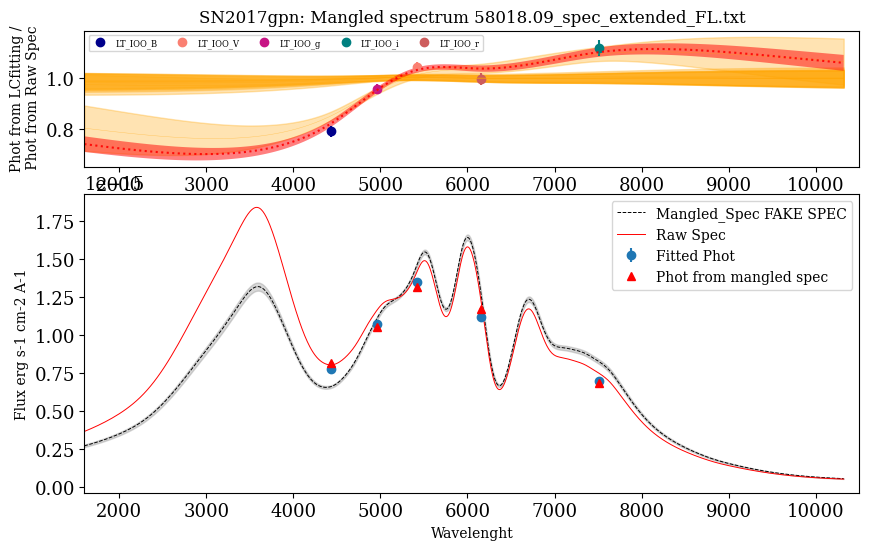 SN2017gpn: Mangled spectrum 58018.09_spec_extended_FL.txt
LT_IOO_B LT_IOO_V LT_IOO_g LT_IOO_i LT_IOO_r
Phot from LCfitting /
Phot from Raw Spec
1.0
0.8
2000 3000 4000 5000 6000 7000 8000 9000 10000
1e−15
Mangled_Spec FAKE SPEC
Raw Spec
Fitted Phot
Phot from mangled spec
Flux erg s-1 cm-2 A-1
1.75
1.50
1.25
1.00
0.75
0.50
0.25
0.00
2000 3000 4000 5000 6000 7000 8000 9000 10000
Wavelenght